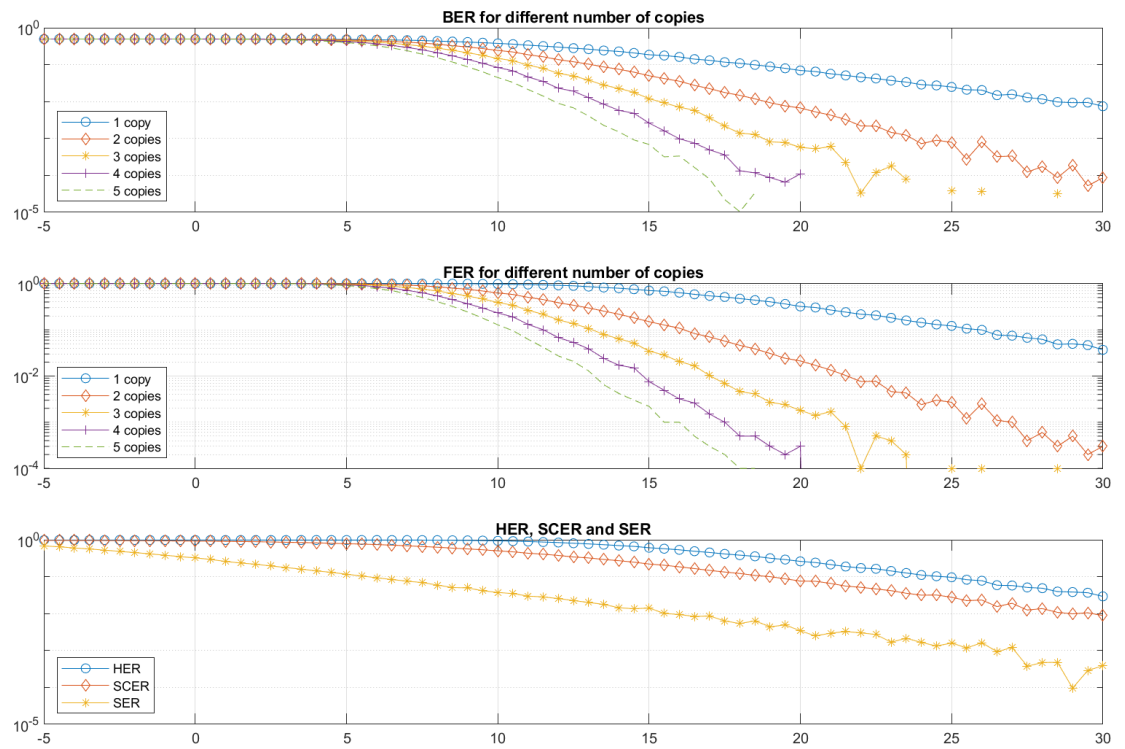 BER for different number of copies
10^0
1 copy
2 copies
3 copies
4 copies
5 copies
10^-5
-5 0 5 10 15 20 25 30
FER for different number of copies
10^0
10^-2
1 copy
2 copies
3 copies
4 copies
5 copies
10^-4
-5 0 5 10 15 20 25 30
HER, SCER and SER
10^0
HER
SCER
SER
10^-5
-5 0 5 10 15 20 25 30